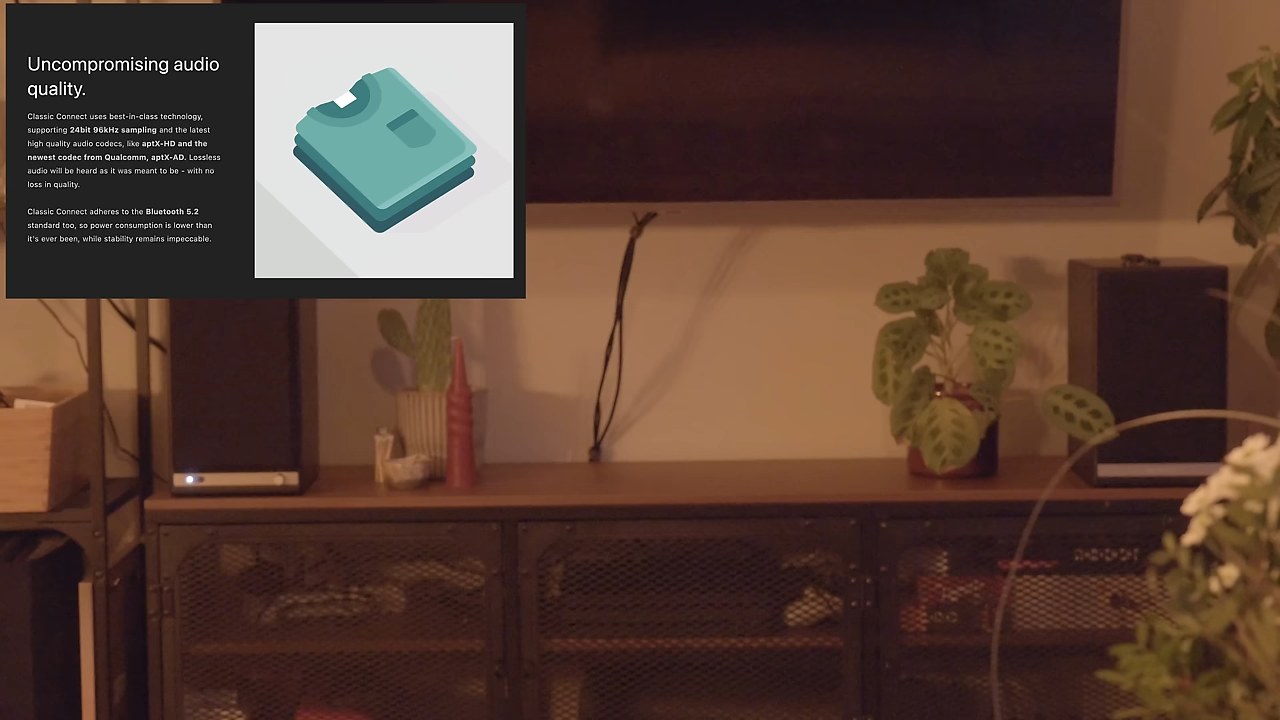 Uncompromising audio
quality.
Classic Connect uses best-in-class technology,
supporting 24bit 96kHz sampling and the latest
high quality audio codecs, like aptX-HD and the
newest codec from Qualcomm, aptX-AD. Lossless
audio will be heard as it was meant to be - with no
loss in quality.
Classic Connect adheres to the Bluetooth 5.2
standard too, so power consumption is lower than
it's ever been, while stability remains impeccable.